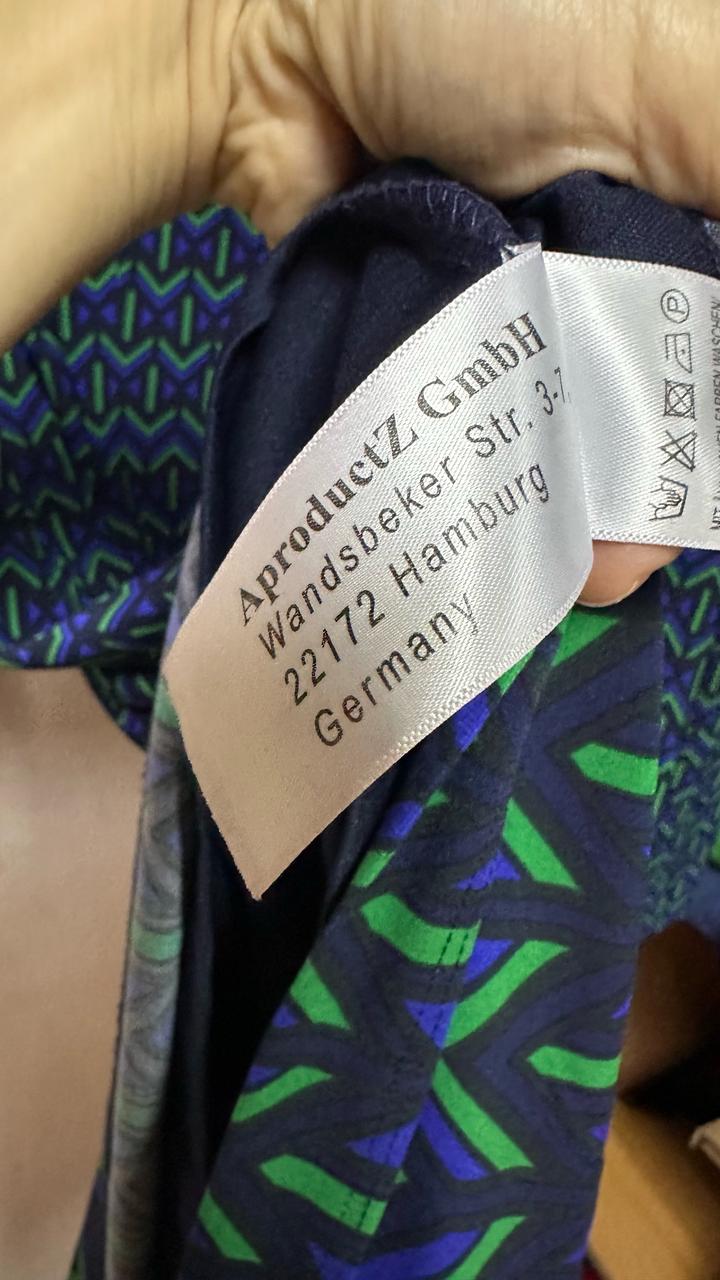 AproductZ GmbH
Wandsbeker Str. 3-7
22172 Hamburg
Germany
P